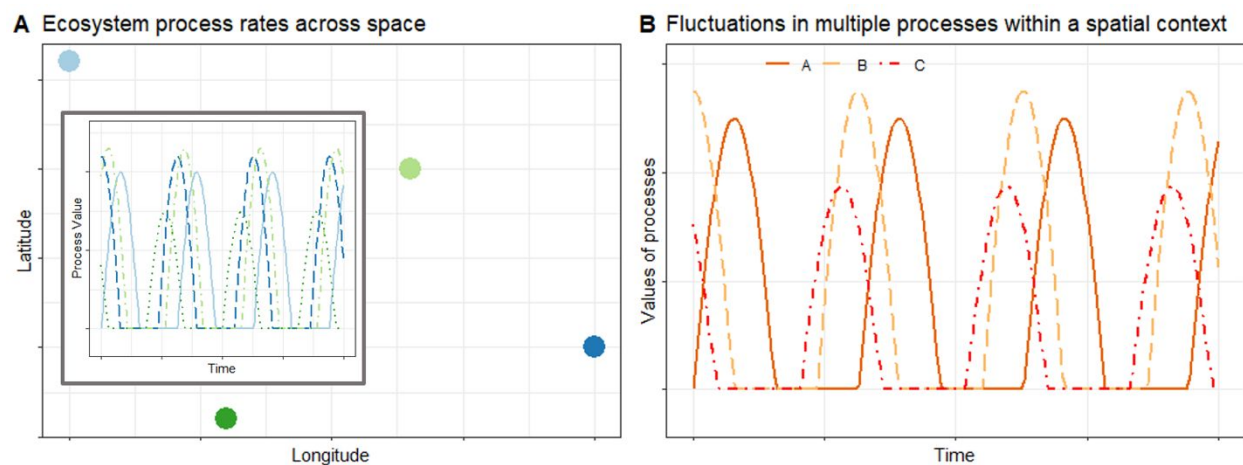 A Ecosystem process rates across space
Latitude
Process Value
Time
Longitude
B Fluctuations in multiple processes within a spatial context
A B C
Values of processes
Time